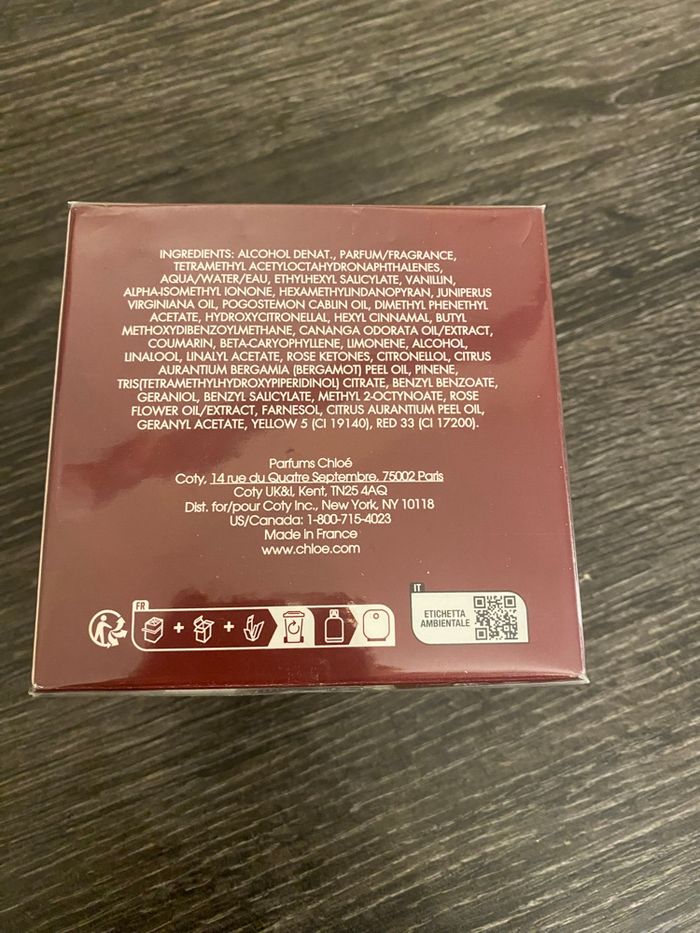 INGREDIENTS: ALCOHOL DENAT., PARFUM/FRAGRANCE,
TETRAMETHYL ACETYLOCTAHYDRONAPHTHALENES,
AQUA/WATER/EAU, ETHYLHEXYL SALICYLATE, VANILLIN,
ALPHA-ISOMETHYL IONONE, HEXAMETHYLINDANOPYRAN, JUNIPERUS
VIRGINIANA OIL, POGOSTEMON CABLIN OIL, DIMETHYL PHENETHYL
ACETATE, HYDROXYCITRONELLAL, HEXYL CINNAMAL, BUTYL
METHOXYDIBENZOYLMETHANE, CANANGA ODORATA OIL/EXTRACT,
COUMARIN, BETA-CARYOPHYLLENE, LIMONENE, ALCOHOL,
LINALOOL, LINALYL ACETATE, ROSE KETONES, CITRONELLOL, CITRUS
AURANTIUM BERGAMIA (BERGAMOT) PEEL OIL, PINENE,
TRIS(TETRAMETHYLHYDROXYPIPERIDINOL) CITRATE, BENZYL BENZOATE,
GERANIOL, BENZYL SALICYLATE, METHYL 2-OCTYNOATE, ROSE
FLOWER OIL/EXTRACT, FARNESOL, CITRUS AURANTIUM PEEL OIL,
GERANYL ACETATE, YELLOW 5 (CI 19140), RED 33 (CI 17200).
Parfums Chloé
Coty, 14 rue du Quatre Septembre, 75002 Paris
Coty UK&I, Kent, TN25 4AQ
Dist. for/pour Coty Inc., New York, NY 10118
US/Canada: 1-800-715-4023
Made in France
www.chloe.com
FR
IT
ETICHETTA
AMBIENTALE